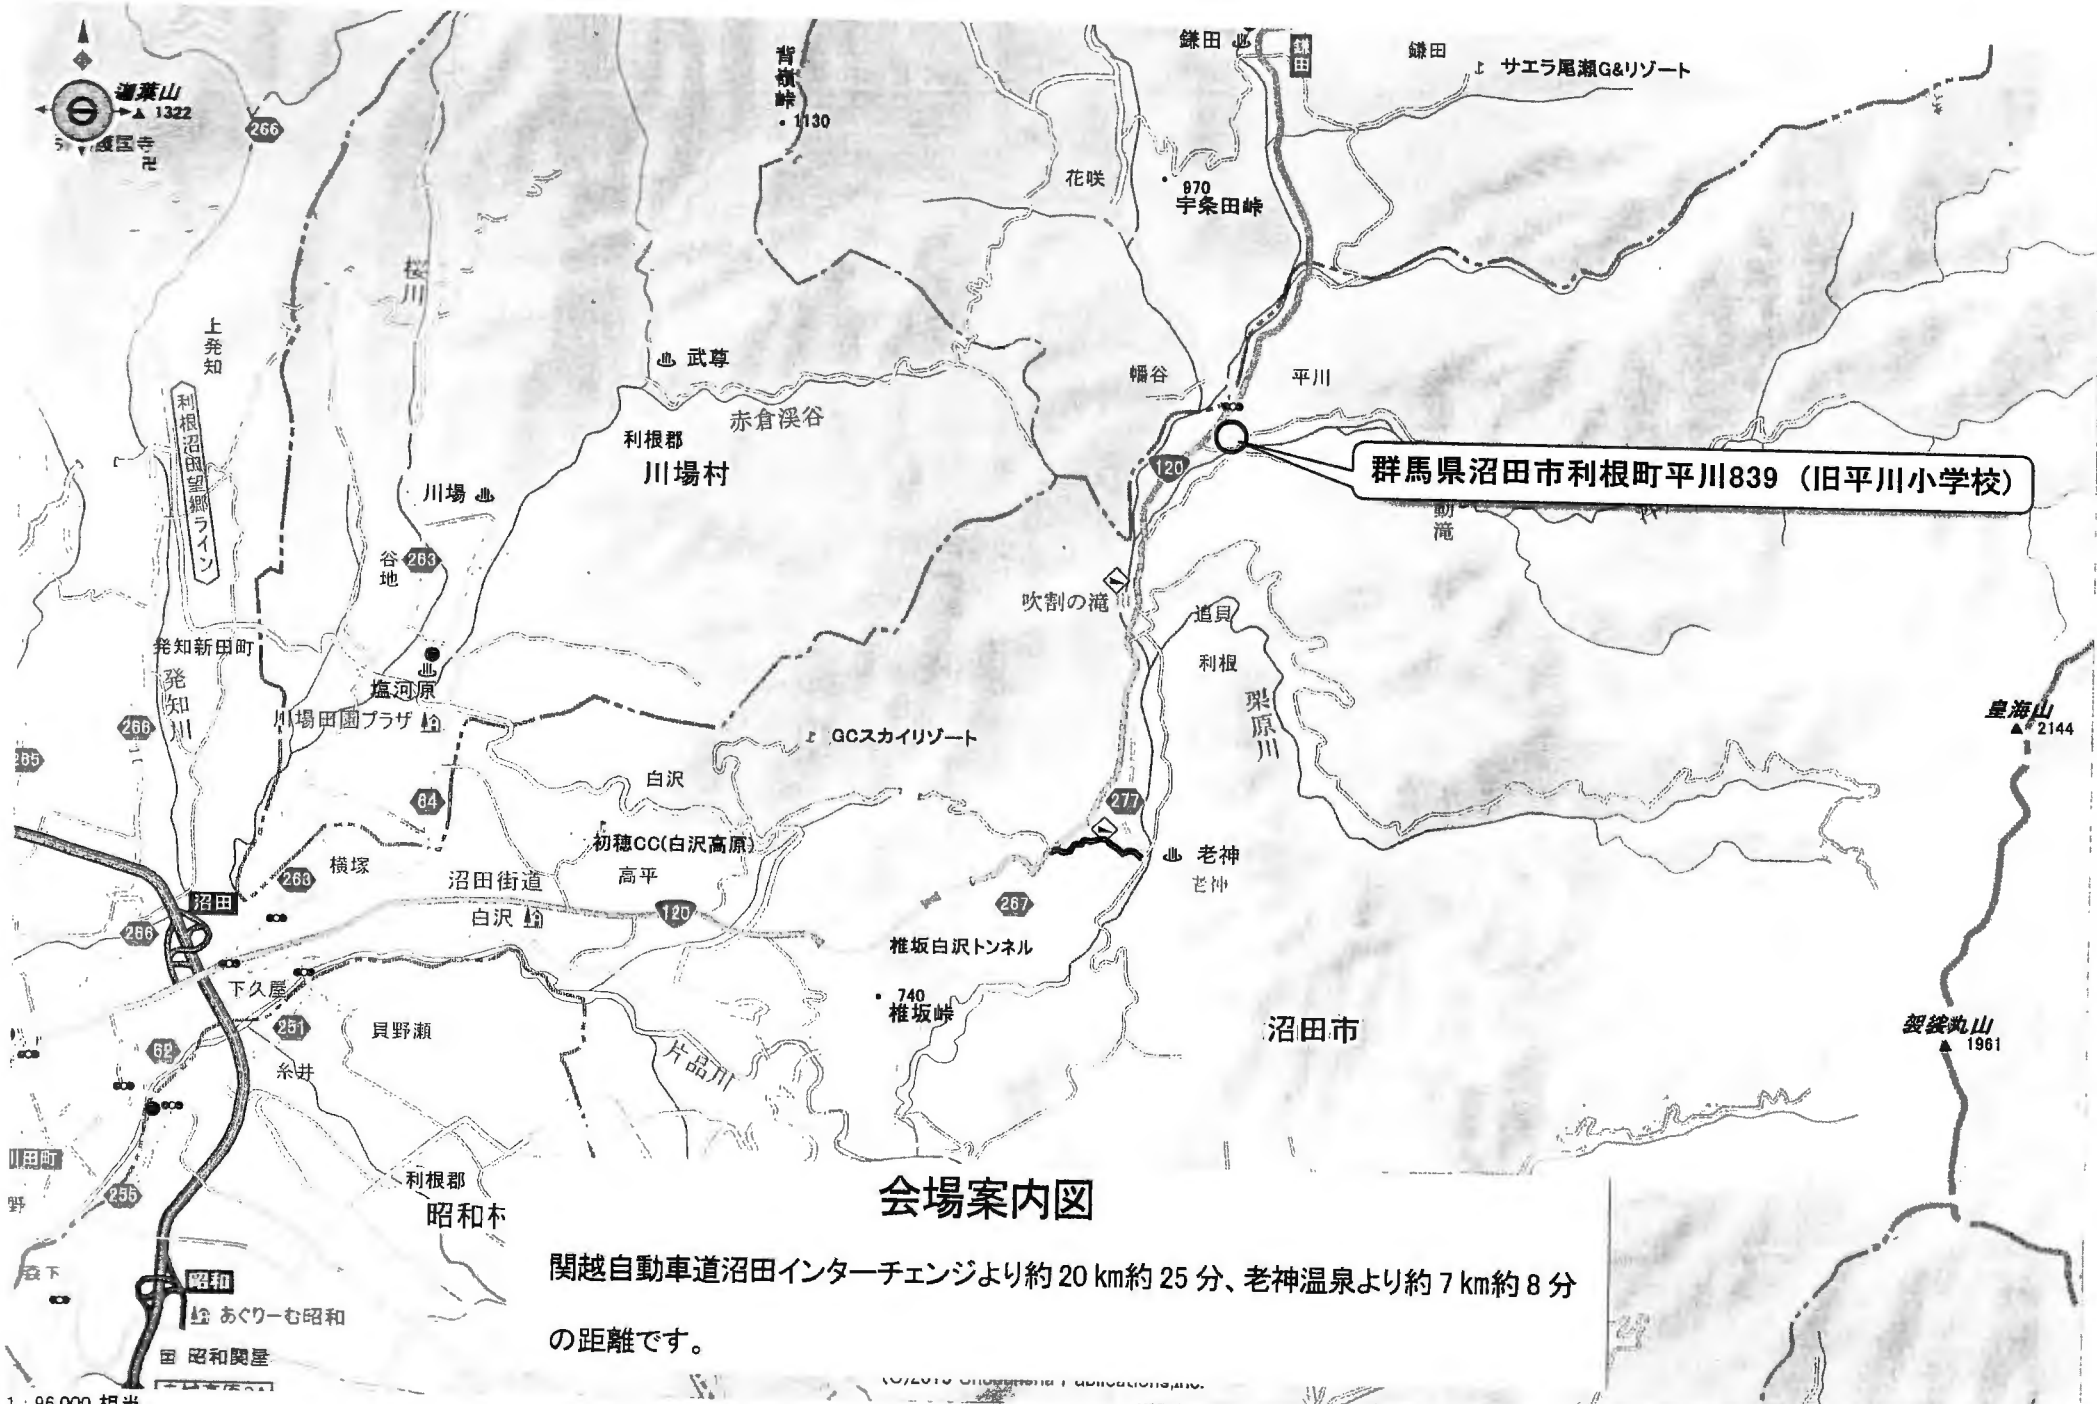 鎌田
鎌田
鎌田
サエラ尾瀬G&リゾート
1322
護国寺
266
背嶺峠
1130
花咲
970
宇条田峠
桜川
上発知
利根沼田望郷ライン
武尊
赤倉渓谷
幡谷
平川
利根郡
川場村
120
群馬県沼田市利根町平川839（旧平川小学校）
川場
谷地
263
吹割の滝
追貝
利根
発知新田町
発知川
塩河原
川場田園プラザ
栗原川
皇海山
2144
266
265
GCスカイリゾート
白沢
64
277
初穂CC(白沢高原)
横塚
高平
老神
老神
263
沼田街道
沼田
白沢
120
267
266
椎坂白沢トンネル
下久屋
740
椎坂峠
251
貝野瀬
沼田市
袈裟丸山
1961
62
糸井
片品川
川田町
255
利根郡
昭和村
森下
昭和
あぐりーむ昭和
昭和関屋
会場案内図
関越自動車道沼田インターチェンジより約20㎞約25分、老神温泉より約7㎞約8分
の距離です。